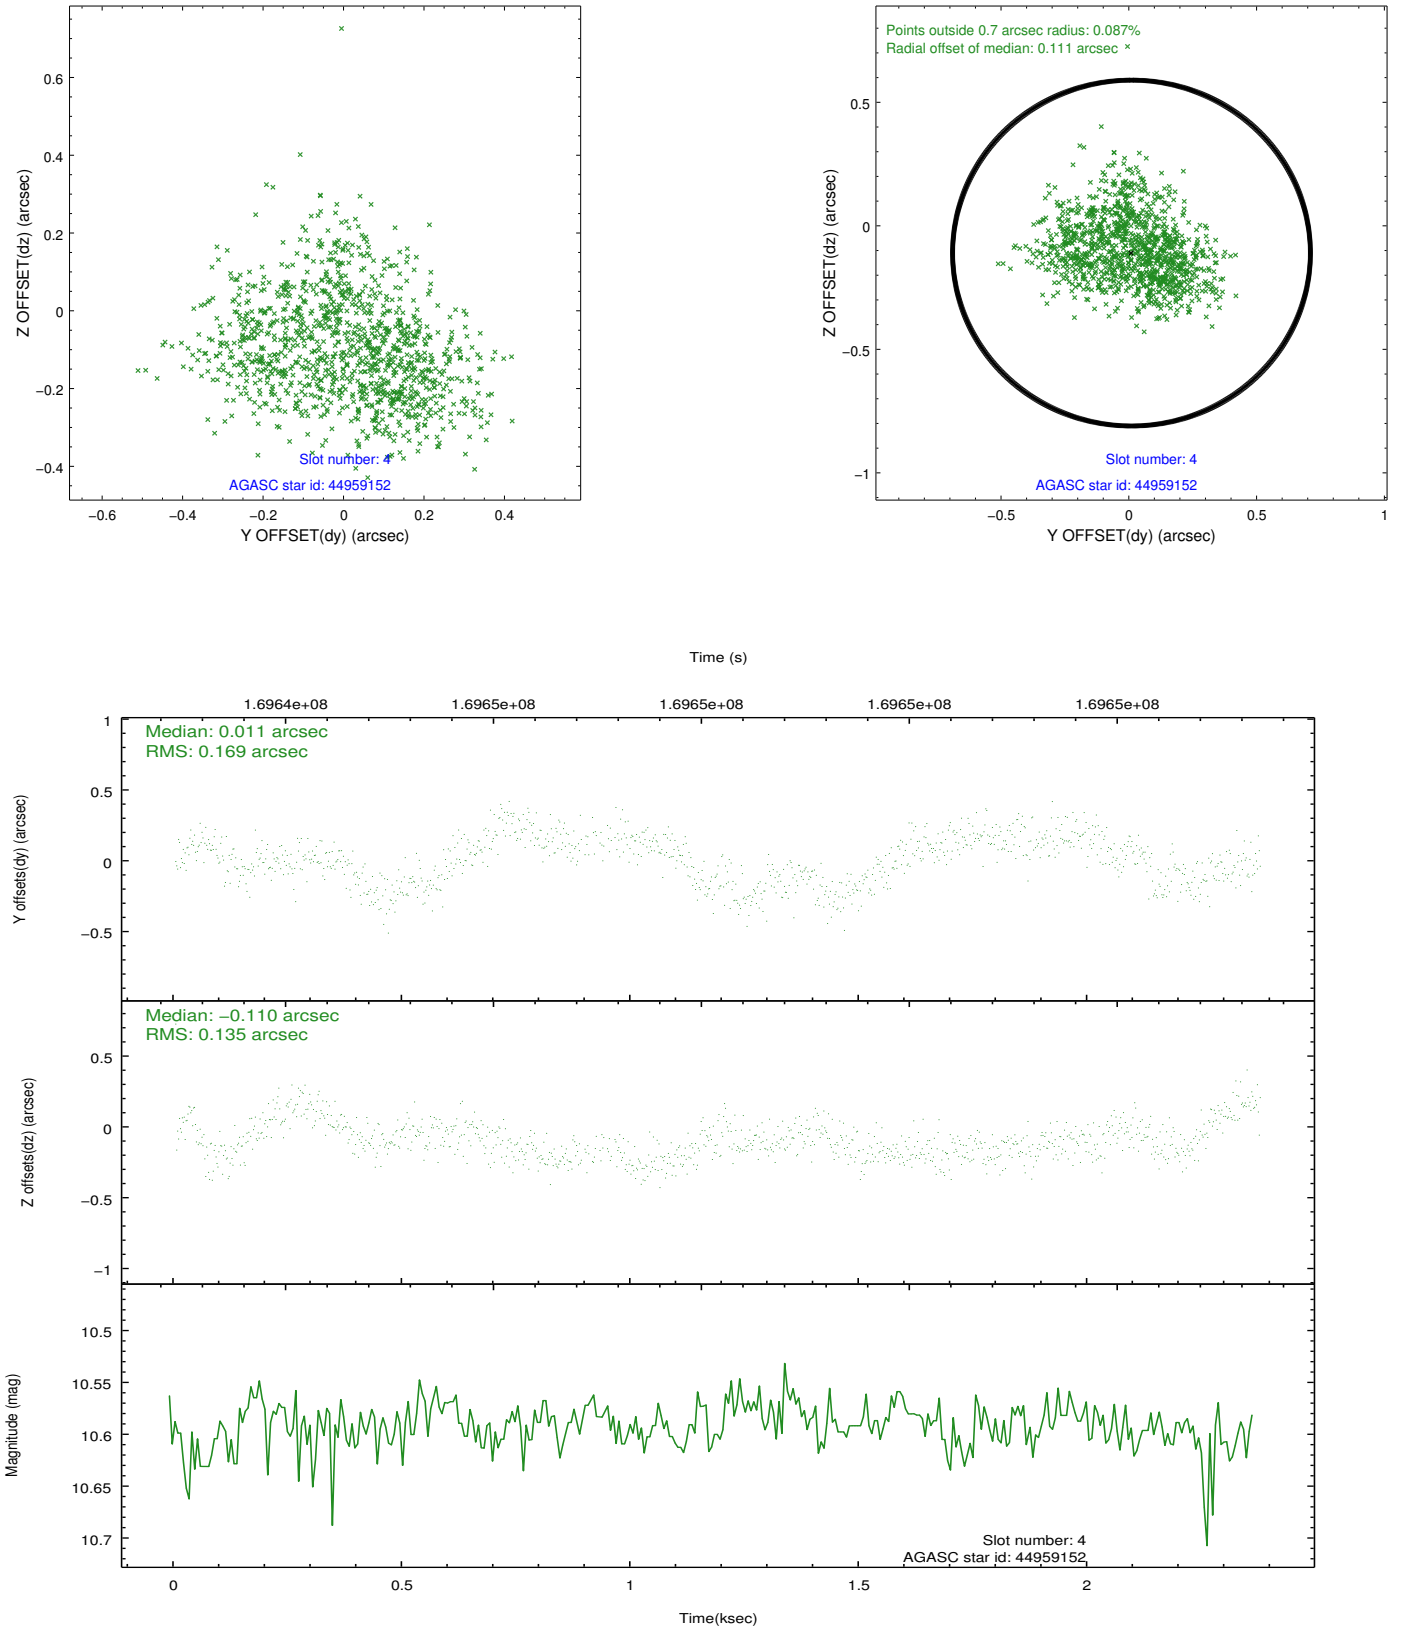 0.6
0.4
0.2
0
−0.2
−0.4
Z OFFSET(dz) (arcsec)
Slot number: 4
AGASC star id: 44959152
−0.6 −0.4 −0.2 0 0.2 0.4
Y OFFSET(dy) (arcsec)
Points outside 0.7 arcsec radius: 0.087%
Radial offset of median: 0.111 arcsec
0.5
0
−0.5
−1
Z OFFSET(dz) (arcsec)
Slot number: 4
AGASC star id: 44959152
−0.5 0 0.5 1
Y OFFSET(dy) (arcsec)
Time (s)
1.6964e+08 1.6965e+08 1.6965e+08 1.6965e+08 1.6965e+08
Median: 0.011 arcsec
RMS: 0.169 arcsec
1
0.5
0
−0.5
Y offsets(dy) (arcsec)
Median: −0.110 arcsec
RMS: 0.135 arcsec
0.5
0
−0.5
−1
Z offsets(dz) (arcsec)
10.5
10.55
10.6
10.65
10.7
Magnitude (mag)
Slot number: 4
AGASC star id: 44959152
0 0.5 1 1.5 2
Time(ksec)